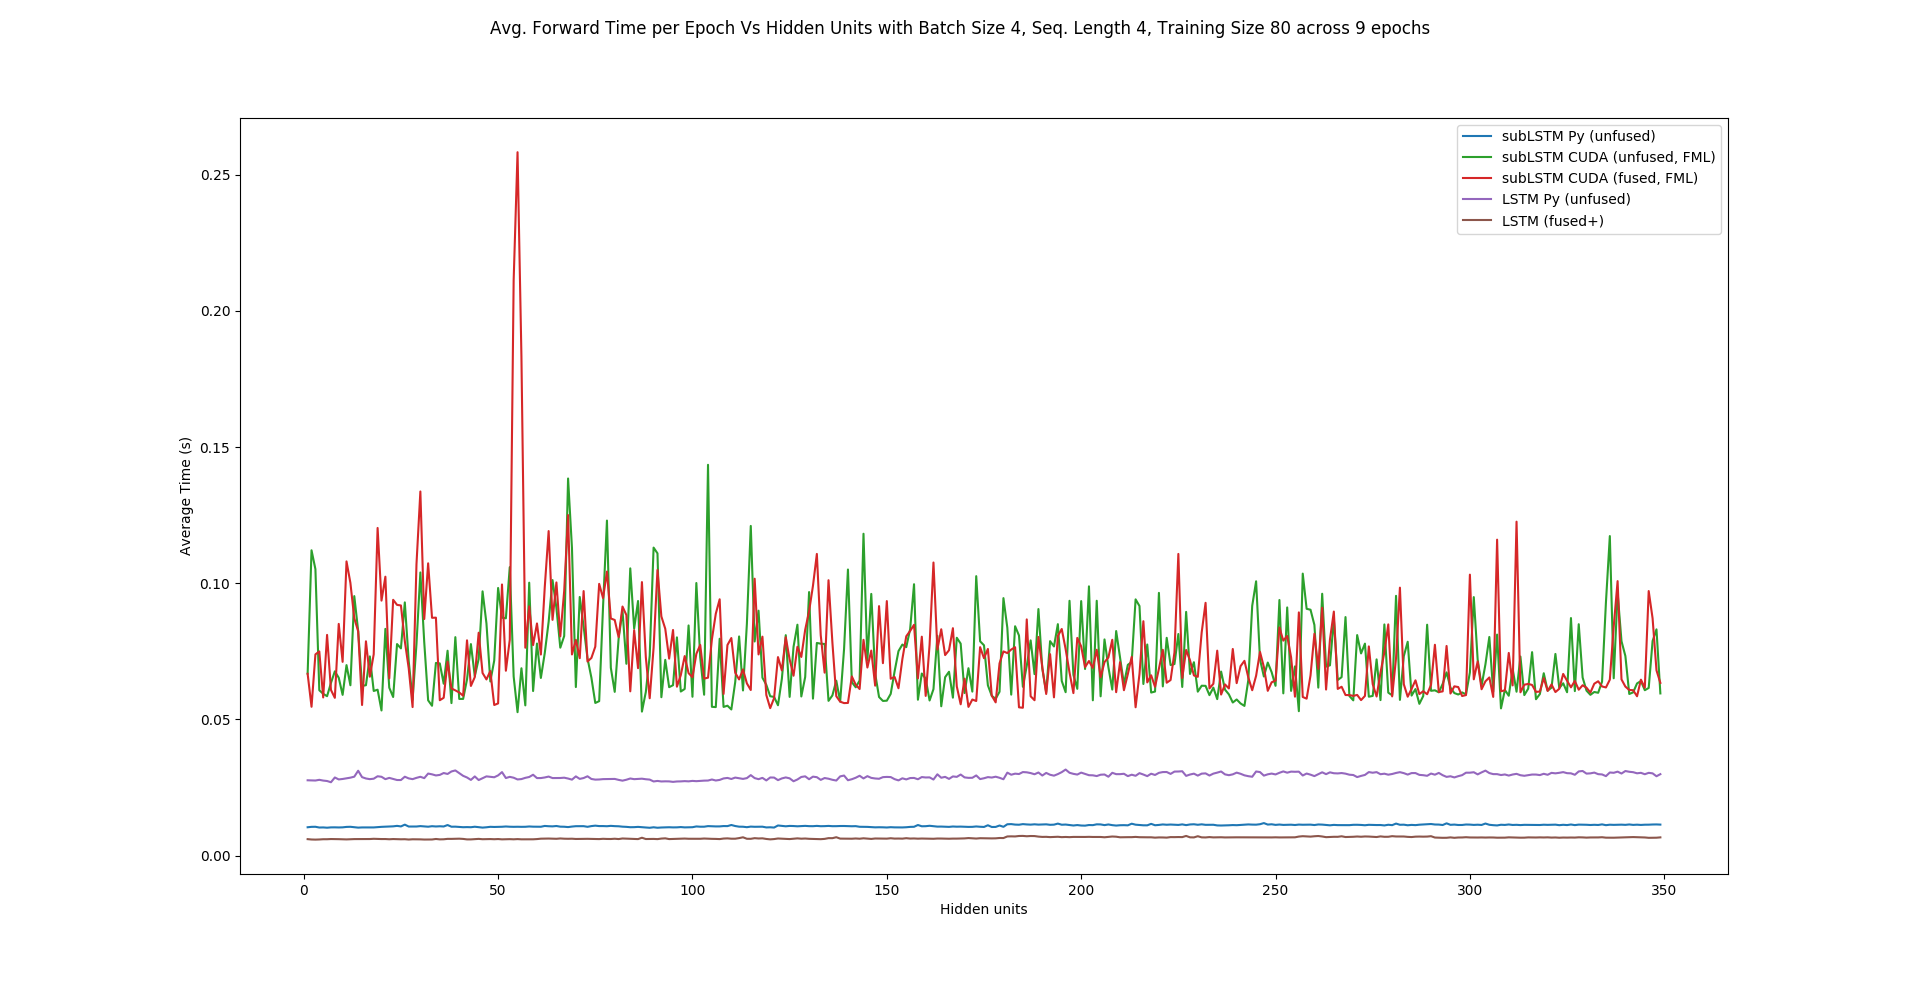 Avg. Forward Time per Epoch Vs Hidden Units with Batch Size 4, Seq. Length 4, Training Size 80 across 9 epochs
subLSTM Py (unfused)
subLSTM CUDA (unfused, FML)
subLSTM CUDA (fused, FML)
LSTM Py (unfused)
LSTM (fused+)
Average Time (s)
0.25
0.20
0.15
0.10
0.05
0.00
0 50 100 150 200 250 300 350
Hidden units